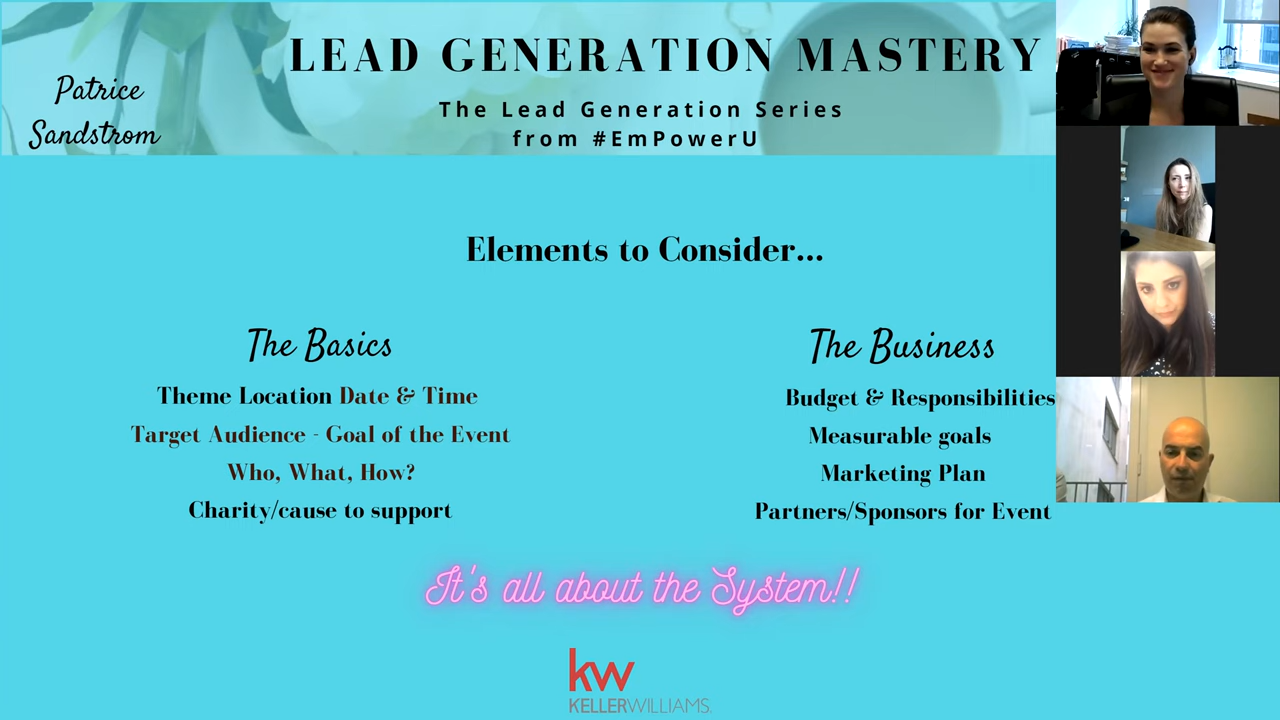 LEAD GENERATION MASTERY
Patrice
Sandstrom
The Lead Generation Series
from #EmPowerU
Elements to Consider...
The Basics
Theme Location Date & Time
Target Audience - Goal of the Event
Who, What, How?
Charity/cause to support
The Business
Budget & Responsibilities
Measurable goals
Marketing Plan
Partners/Sponsors for Event
It's all about the System!!
kw
KELLERWILLIAMS.